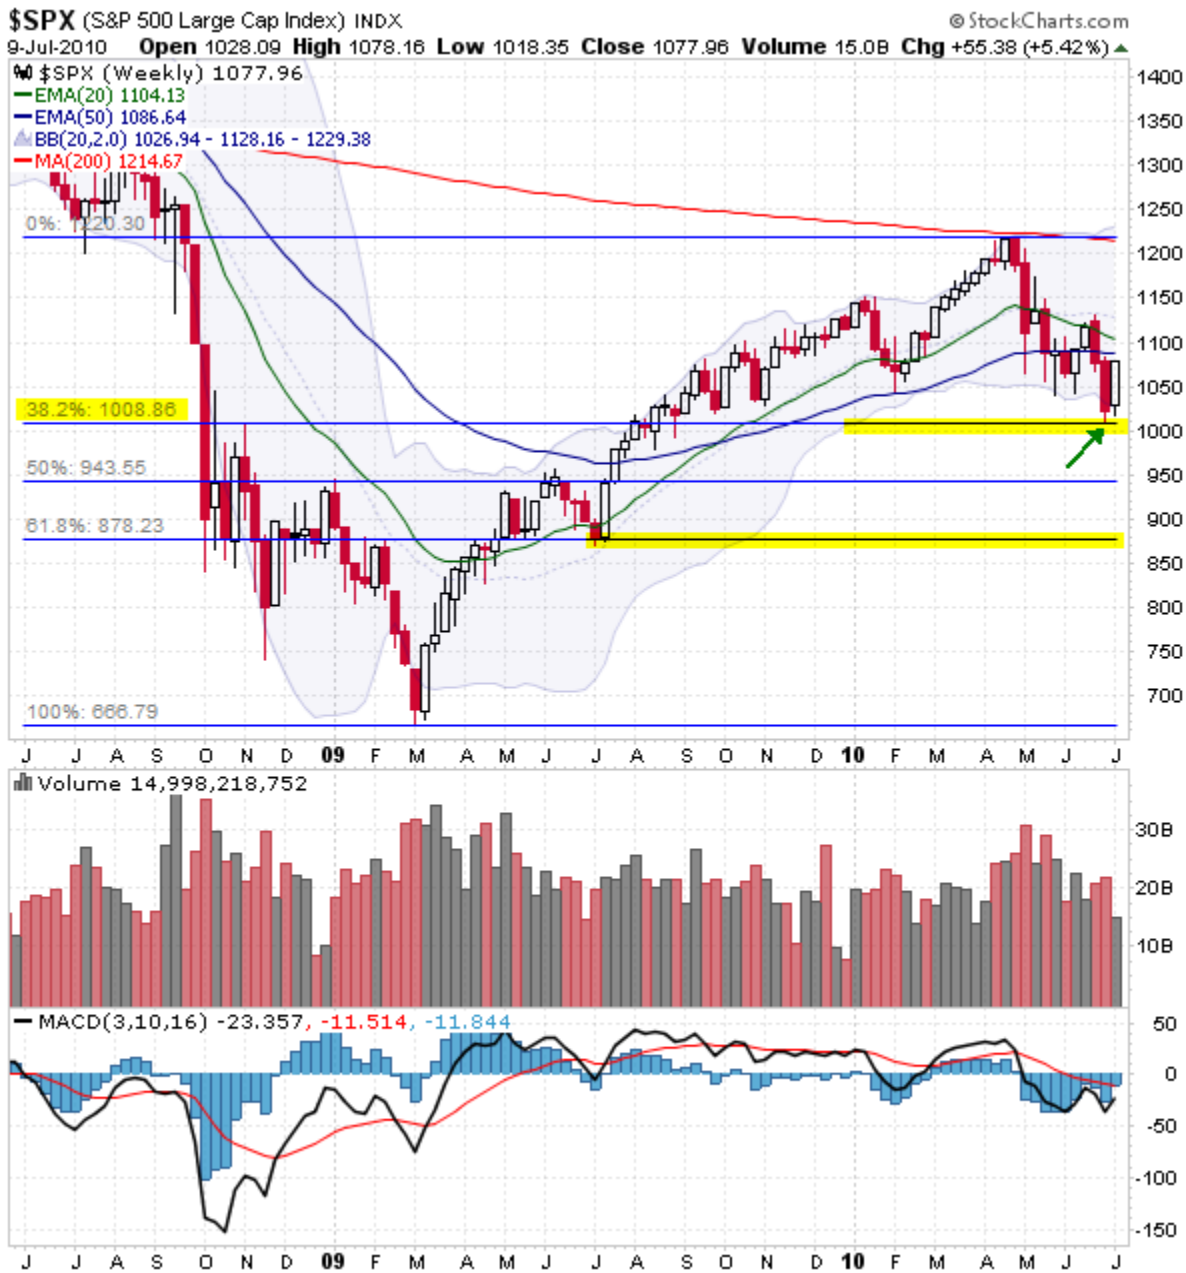 $SPX (S&P 500 Large Cap Index) INDX
© StockCharts.com
9-Jul-2010 Open 1028.09 High 1078.16 Low 1018.35 Close 1077.96 Volume 15.0B Chg +55.38 (+5.42%)
$SPX (Weekly) 1077.96
EMA(20) 1104.13
EMA(50) 1086.64
BB(20,2.0) 1026.94 - 1128.16 - 1229.38
MA(200) 1214.67
1400
1350
1300
1250
1200
1150
1100
1050
1000
950
900
850
800
750
700
0%: 1220.30
38.2%: 1008.86
50%: 943.55
61.8%: 878.23
100%: 666.79
J J A S O N D 09 F M A M J J A S O N D 10 F M A M J J
Volume 14,998,218,752
30B
20B
10B
MACD(3,10,16) -23.357, -11.514, -11.844
50
0
-50
-100
-150
J J A S O N D 09 F M A M J J A S O N D 10 F M A M J J